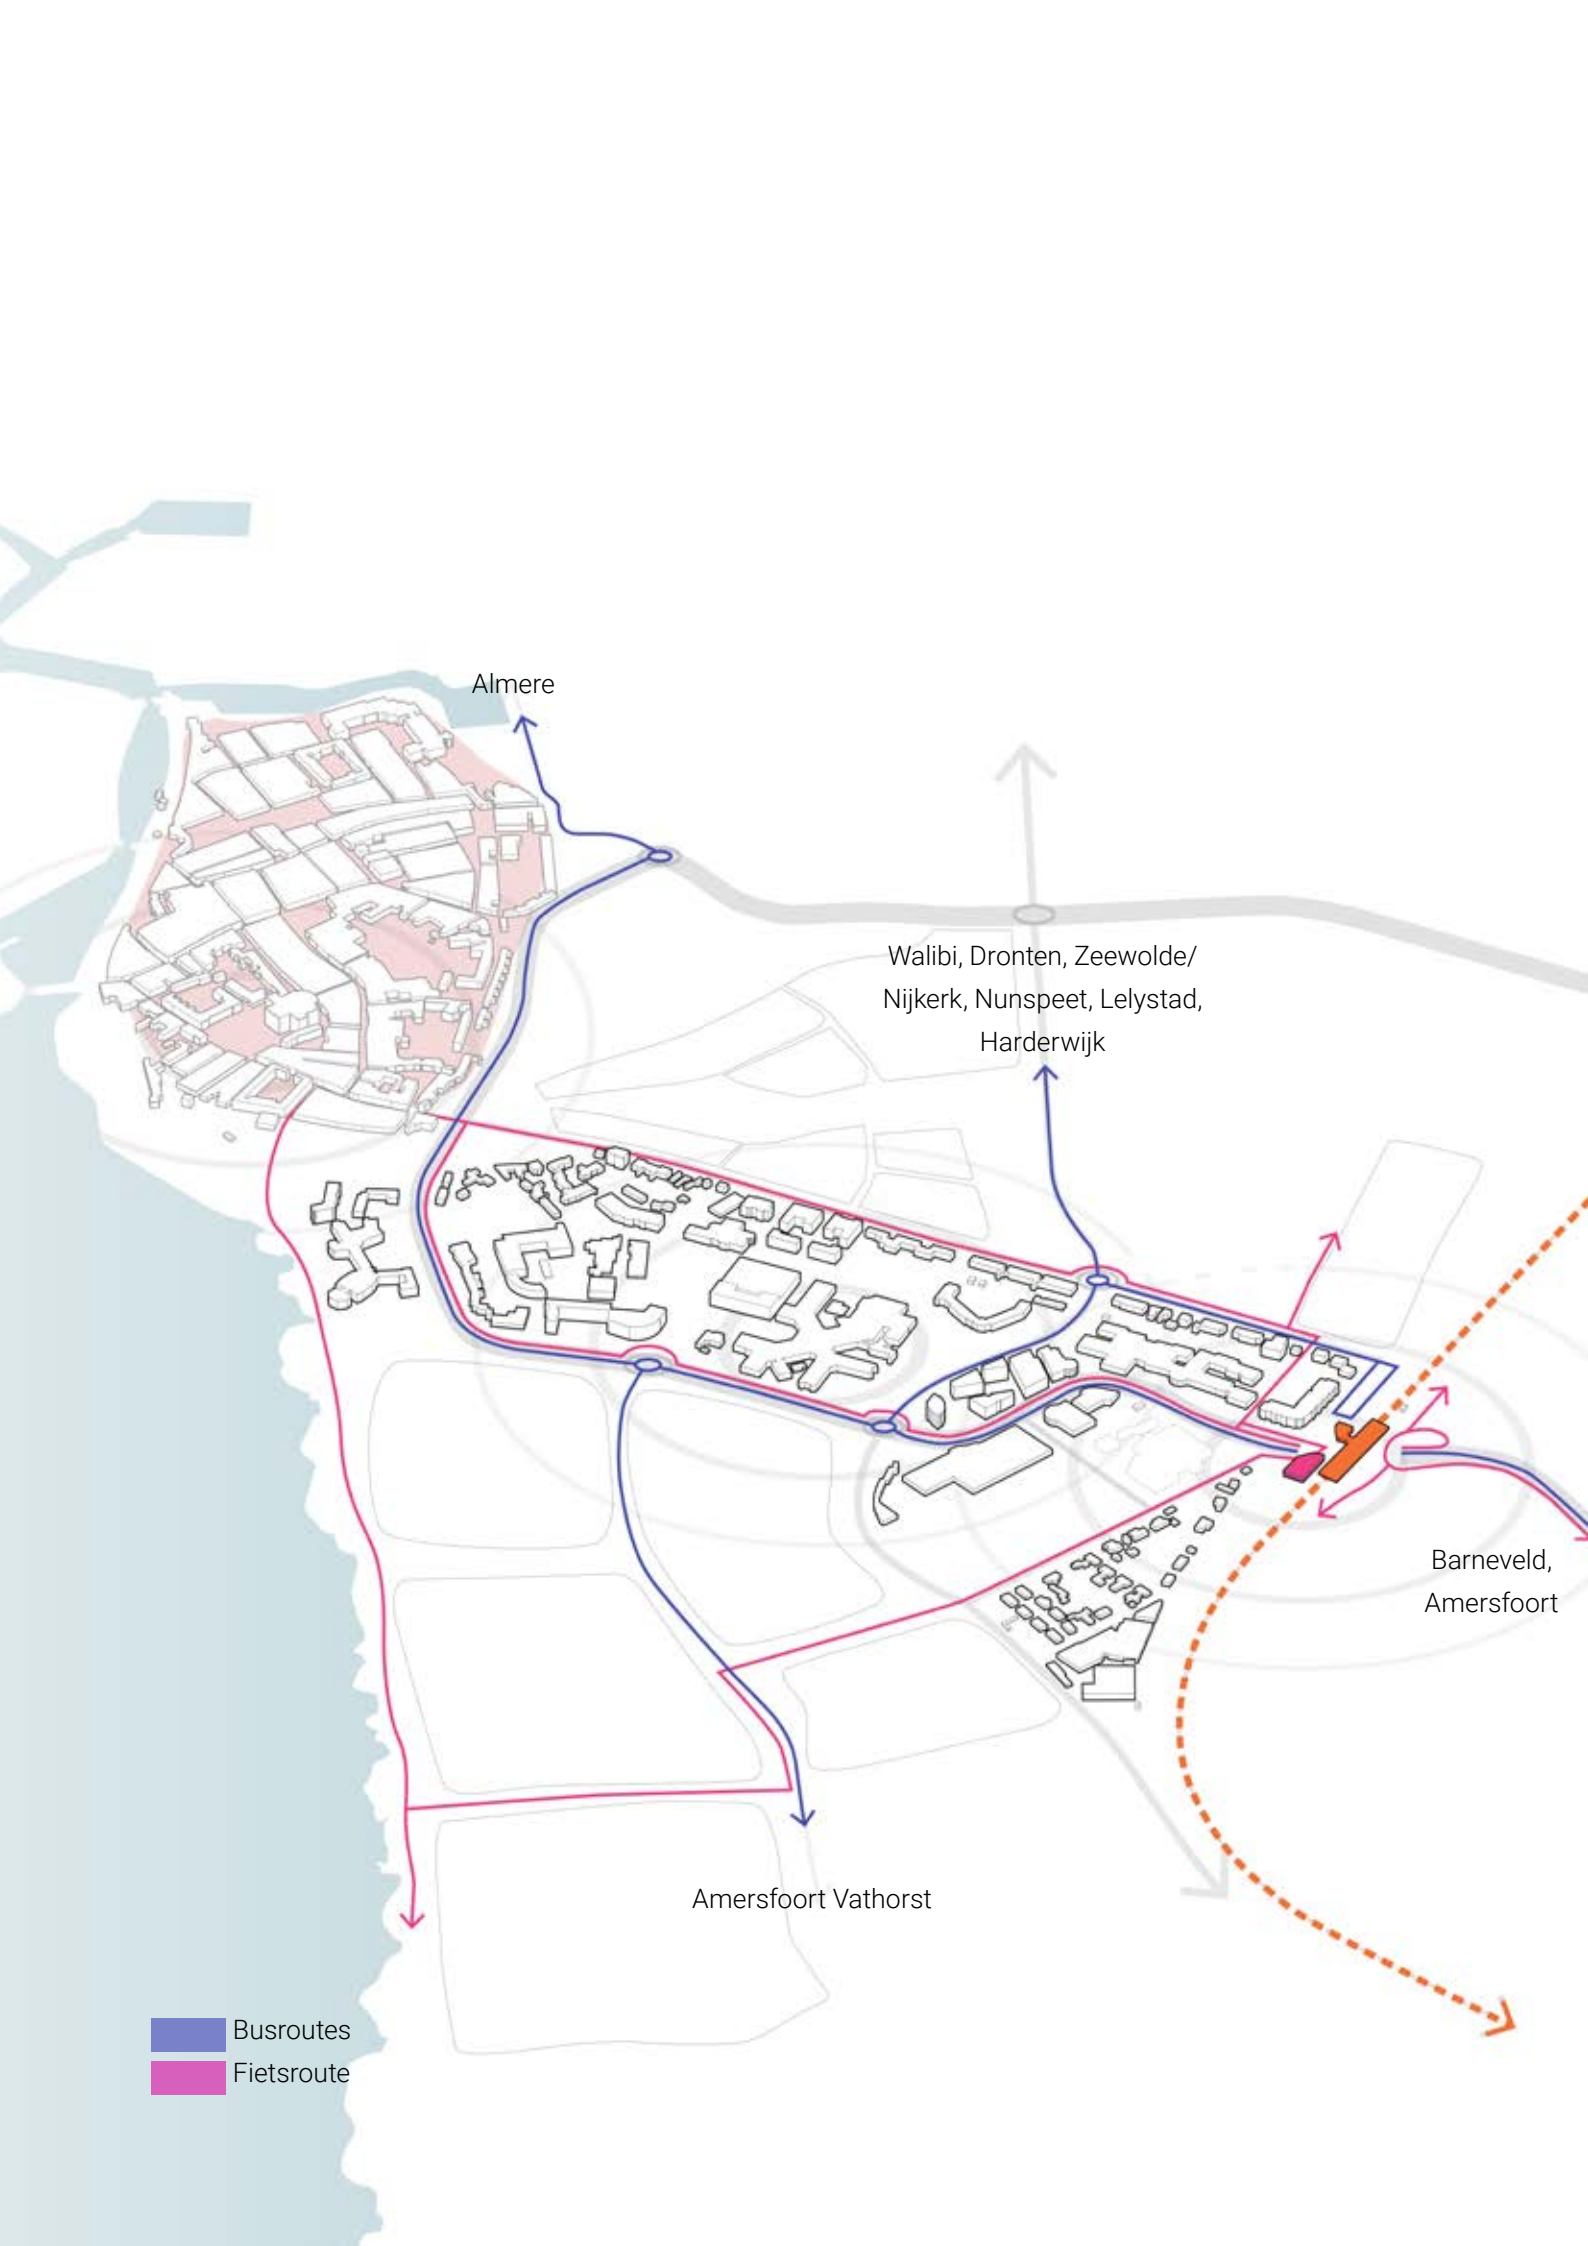 Almere
Walibi, Dronten, Zeewolde/
Nijkerk, Nunspeet, Lelystad,
Harderwijk
Barneveld,
Amersfoort
Amersfoort Vathorst
Busroutes
Fietsroute